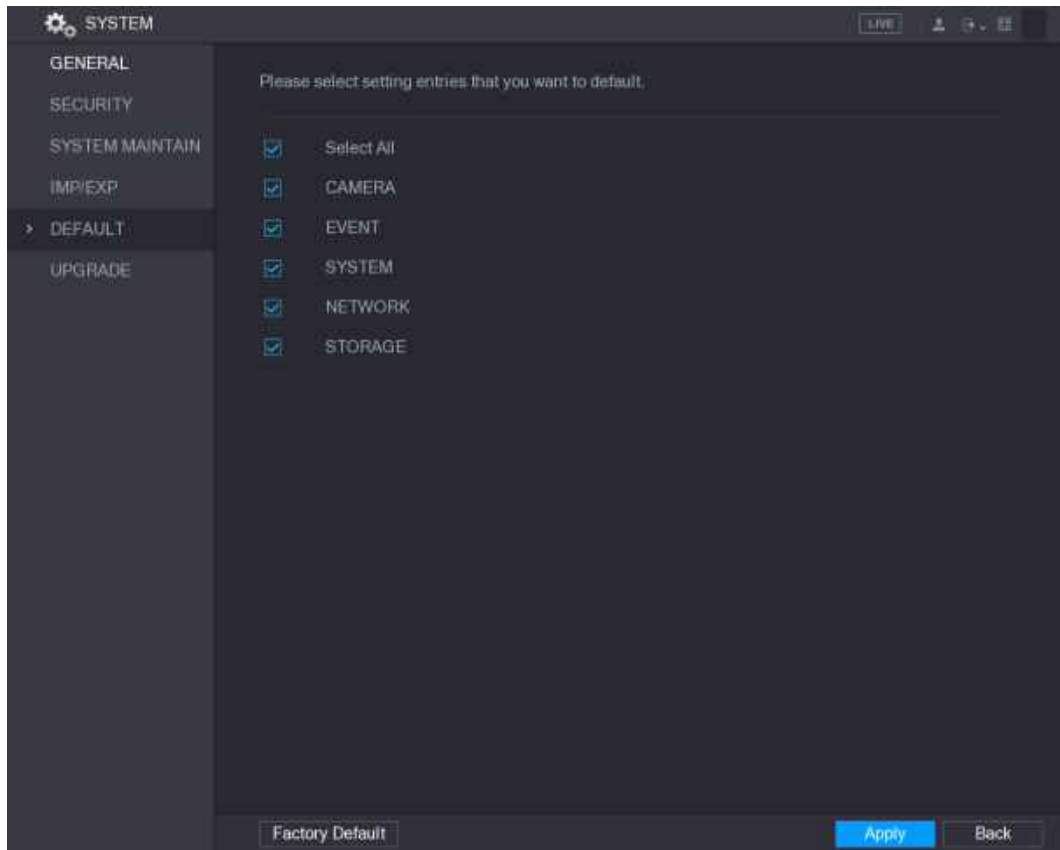 SYSTEM
LIVE
GENERAL
SECURITY
SYSTEM MAINTAIN
IMP/EXP
DEFAULT
UPGRADE
Please select setting entries that you want to default.
Select All
CAMERA
EVENT
SYSTEM
NETWORK
STORAGE
Factory Default
Apply
Back